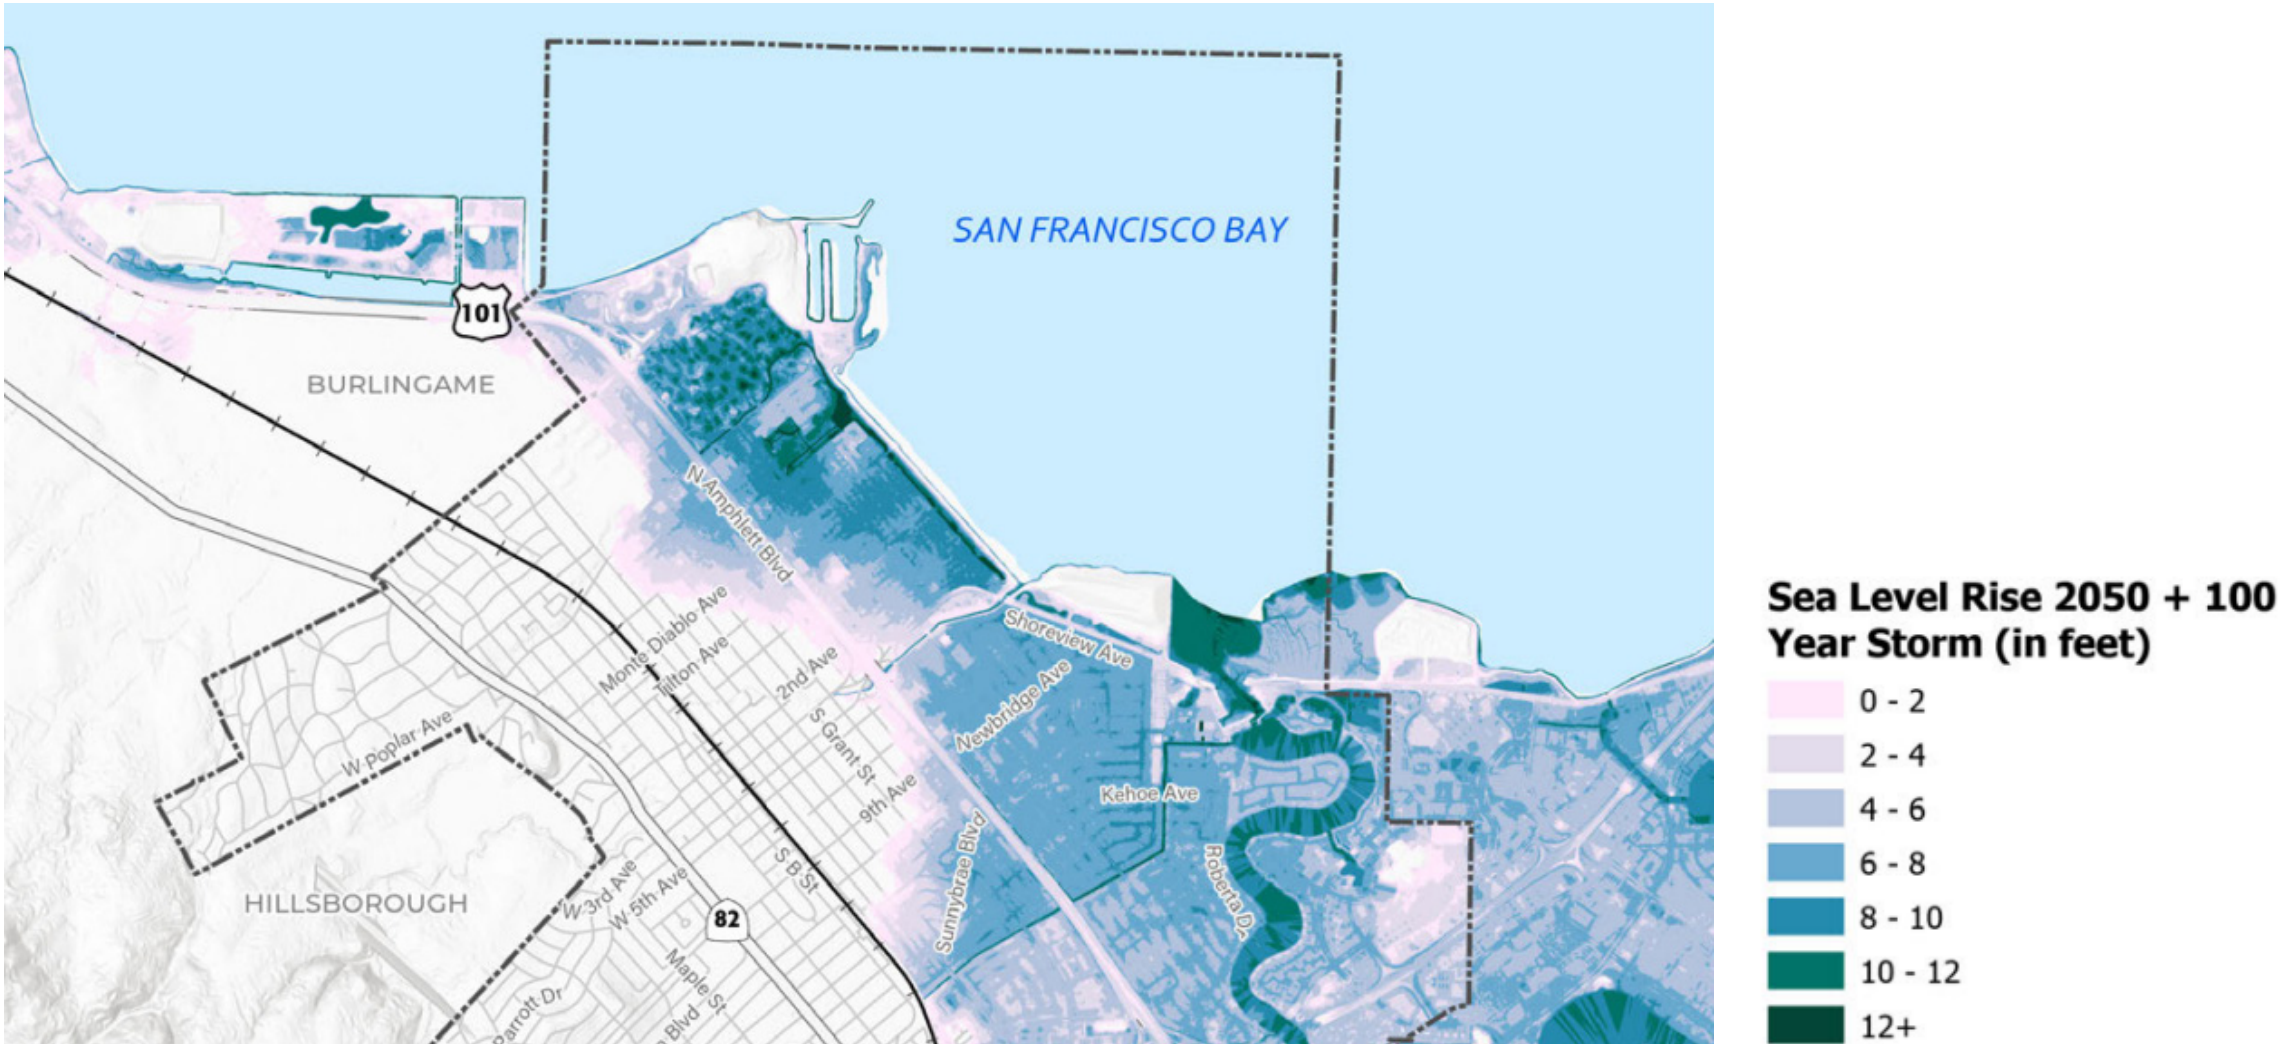 SAN FRANCISCO BAY
101
BURLINGAME
N Amphlett Blvd
Monte Diablo Ave
Tilton Ave
2nd Ave
Shoreview Ave
Newbridge Ave
S Grant St
9th Ave
W Poplar Ave
Kehoe Ave
Sunnybrae Blvd
Roberta Dr
HILLSBOROUGH
W 3rd Ave
W 5th Ave
S B St
82
Maple St
Parrott Dr
Blvd
Sea Level Rise 2050 + 100
Year Storm (in feet)
0 - 2
2 - 4
4 - 6
6 - 8
8 - 10
10 - 12
12+